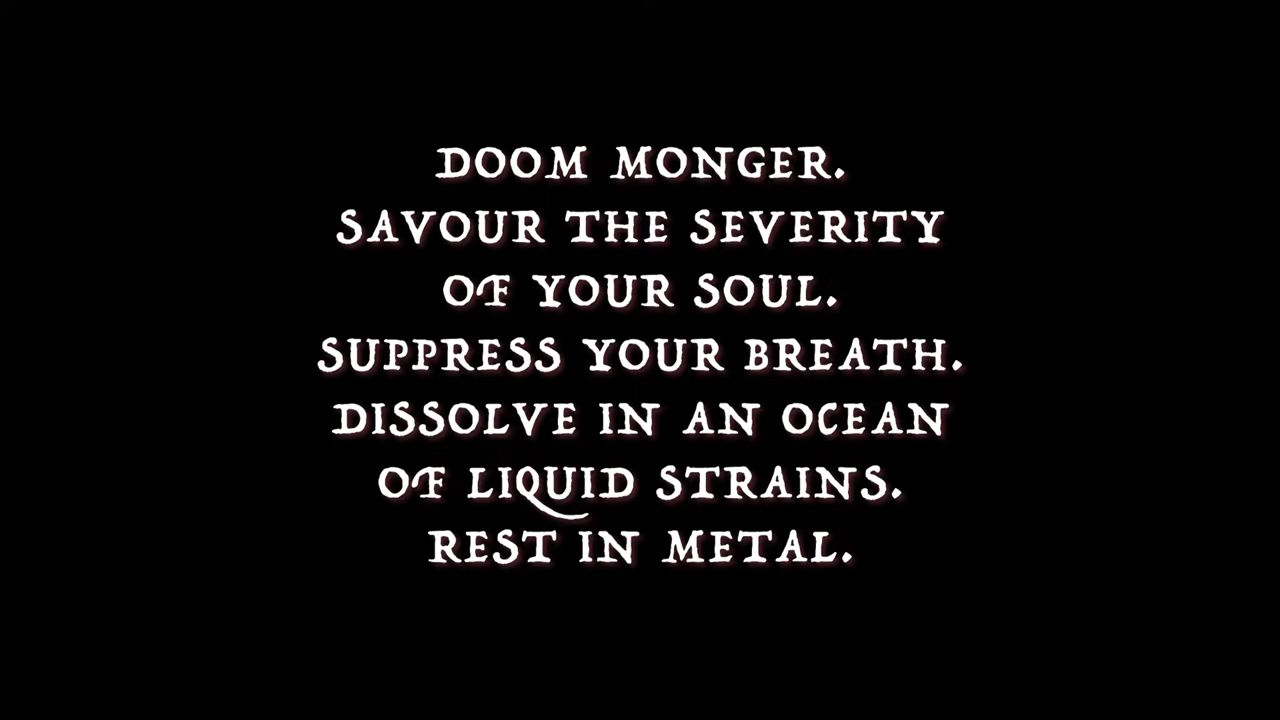 DOOM MONGER.
SAVOUR THE SEVERITY
OF YOUR SOUL.
SUPPRESS YOUR BREATH.
DISSOLVE IN AN OCEAN
OF LIQUID STRAINS.
REST IN METAL.